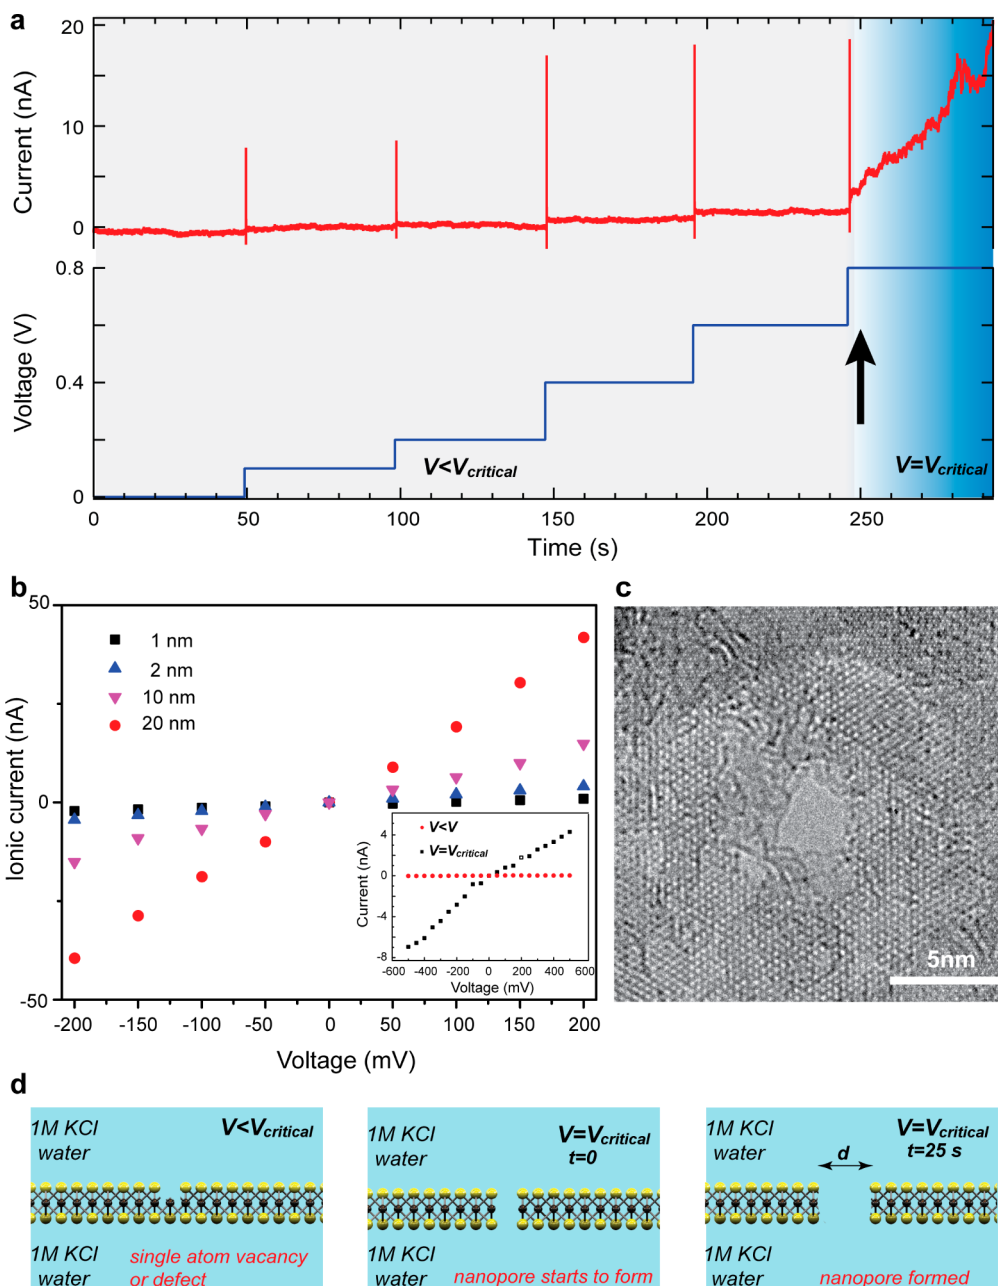 a
20
10
0
Current (nA)
0.8
0.4
0
Voltage (V)
V<Vcritical
V=Vcritical
0 50 100 150 200 250
Time (s)
b
50
0
-50
Ionic current (nA)
1 nm
2 nm
10 nm
20 nm
V<V
V=Vcritical
4
0
-4
-8
Current (nA)
-600 -400 -200 0 200 400 600
Voltage (mV)
-200 -150 -100 -50 0 50 100 150 200
Voltage (mV)
c
5nm
d
1M KCl
water
V<Vcritical
1M KCl
water
single atom vacancy
or defect
1M KCl
water
V=Vcritical
t=0
1M KCl
water
nanopore starts to form
1M KCl
water
d
V=Vcritical
t=25 s
1M KCl
water
nanopore formed